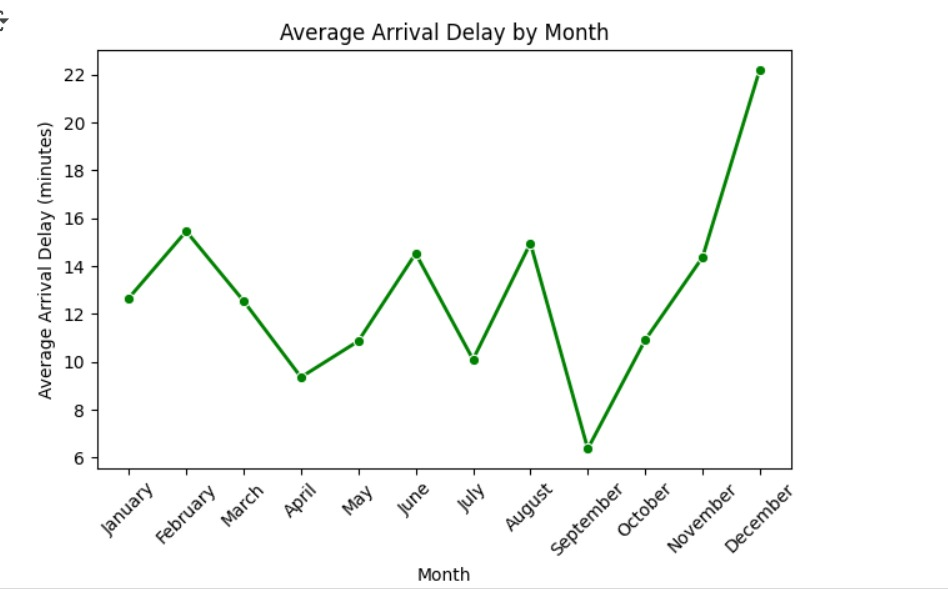 Average Arrival Delay by Month
Average Arrival Delay (minutes)
22
20
18
16
14
12
10
8
6
January
February
March
April
May
June
July
August
September
October
November
December
Month